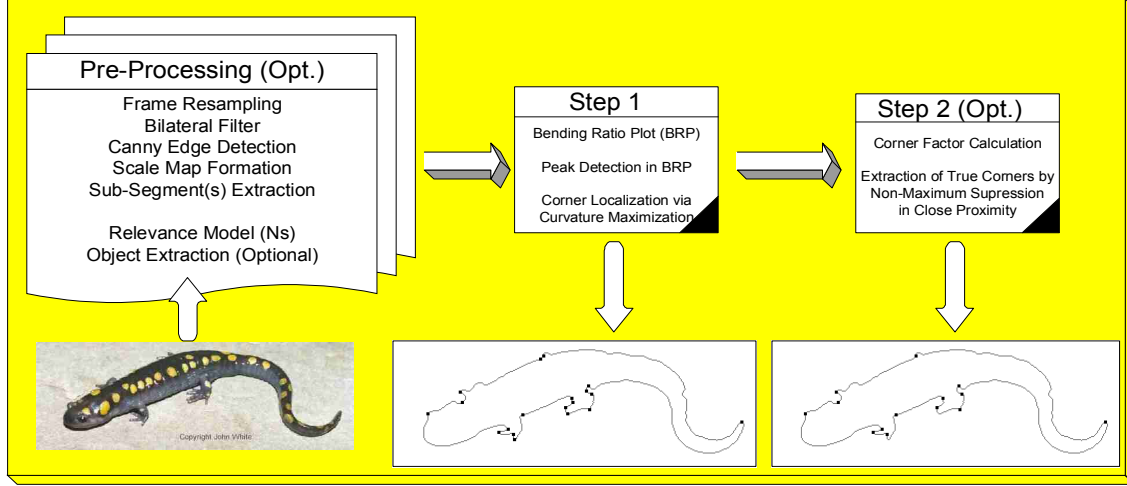 Pre-Processing (Opt.)
Frame Resampling
Bilateral Filter
Canny Edge Detection
Scale Map Formation
Sub-Segment(s) Extraction
Relevance Model (Ns)
Object Extraction (Optional)
Step 1
Bending Ratio Plot (BRP)
Peak Detection in BRP
Corner Localization via
Curvature Maximization
Step 2 (Opt.)
Corner Factor Calculation
Extraction of True Corners by
Non-Maximum Supression
in Close Proximity
Copyright John White